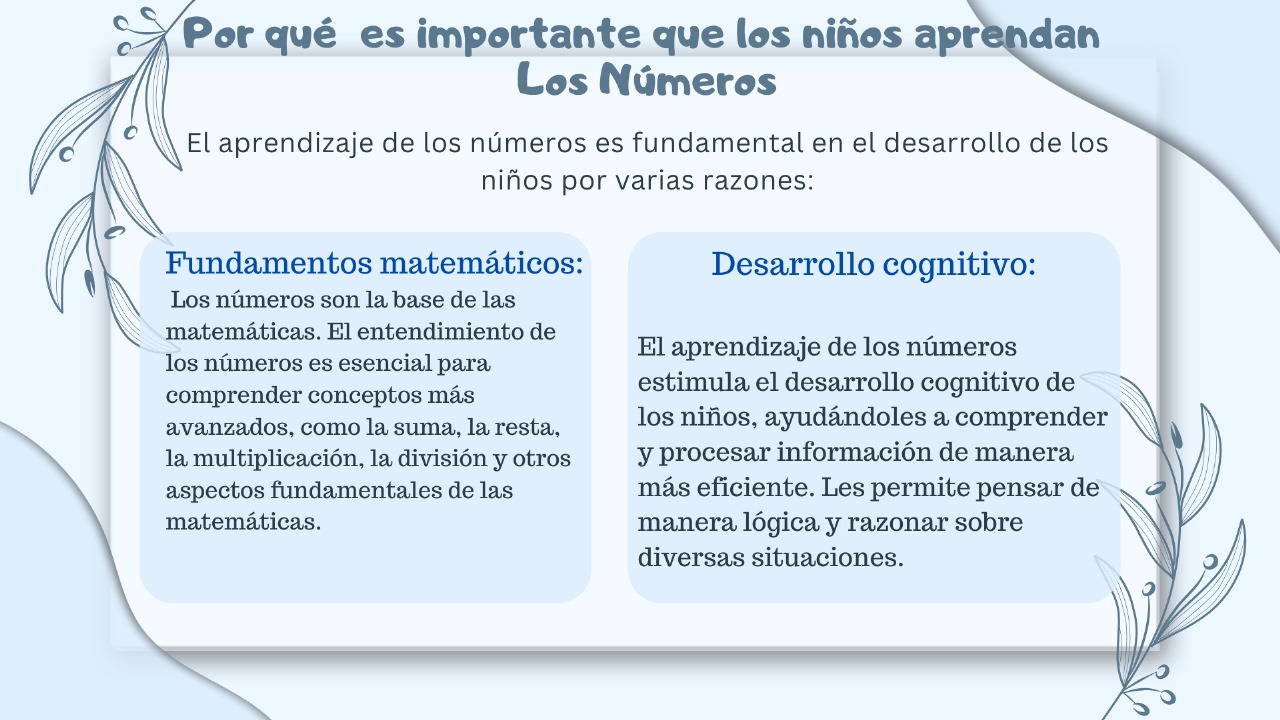 Por qué  es importante que los niños aprendan
Los Números
El aprendizaje de los números es fundamental en el desarrollo de los
niños por varias razones:
Fundamentos matemáticos:
Los números son la base de las
matemáticas. El entendimiento de
los números es esencial para
comprender conceptos más
avanzados, como la suma, la resta,
la multiplicación, la división y otros
aspectos fundamentales de las
matemáticas.
Desarrollo cognitivo:
El aprendizaje de los números
estimula el desarrollo cognitivo de
los niños, ayudándoles a comprender
y procesar información de manera
más eficiente. Les permite pensar de
manera lógica y razonar sobre
diversas situaciones.